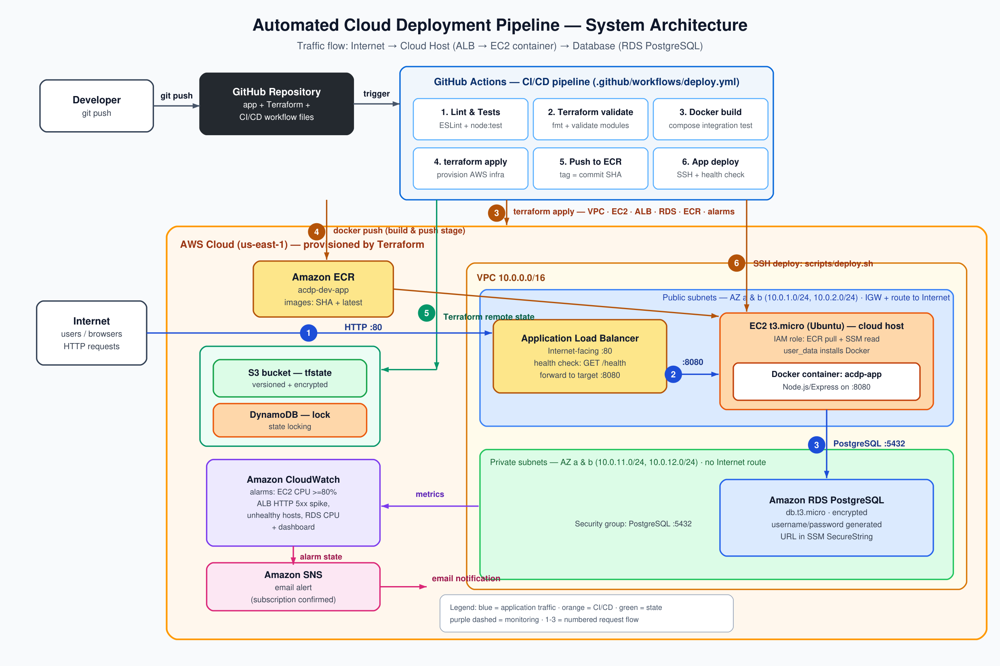 Automated Cloud Deployment Pipeline — System Architecture
Traffic flow: Internet → Cloud Host (ALB → EC2 container) → Database (RDS PostgreSQL)
Developer
git push
git push
GitHub Repository
app + Terraform +
CI/CD workflow files
trigger
GitHub Actions — CI/CD pipeline (.github/workflows/deploy.yml)
1. Lint & Tests
ESLint + node:test
2. Terraform validate
fmt + validate modules
3. Docker build
compose integration test
4. terraform apply
provision AWS infra
5. Push to ECR
tag = commit SHA
6. App deploy
SSH + health check
3
terraform apply — VPC · EC2 · ALB · RDS · ECR · alarms
4
docker push (build & push stage)
AWS Cloud (us-east-1) — provisioned by Terraform
6
SSH deploy: scripts/deploy.sh
Amazon ECR
acdp-dev-app
images: SHA + latest
VPC 10.0.0.0/16
Public subnets — AZ a & b (10.0.1.0/24, 10.0.2.0/24) · IGW + route to Internet
5
Terraform remote state
Internet
users / browsers
HTTP requests
1
HTTP :80
Application Load Balancer
Internet-facing :80
health check: GET /health
forward to target :8080
2
:8080
EC2 t3.micro (Ubuntu) — cloud host
IAM role: ECR pull + SSM read
user_data installs Docker
Docker container: acdp-app
Node.js/Express on :8080
S3 bucket — tfstate
versioned + encrypted
DynamoDB — lock
state locking
3
PostgreSQL :5432
Private subnets — AZ a & b (10.0.11.0/24, 10.0.12.0/24) · no Internet route
Amazon CloudWatch
alarms: EC2 CPU >=80%
ALB HTTP 5xx spike,
unhealthy hosts, RDS CPU
+ dashboard
metrics
Security group: PostgreSQL :5432
Amazon RDS PostgreSQL
db.t3.micro · encrypted
username/password generated
URL in SSM SecureString
alarm state
Amazon SNS
email alert
(subscription confirmed)
email notification
Legend: blue = application traffic · orange = CI/CD · green = state
purple dashed = monitoring · 1-3 = numbered request flow